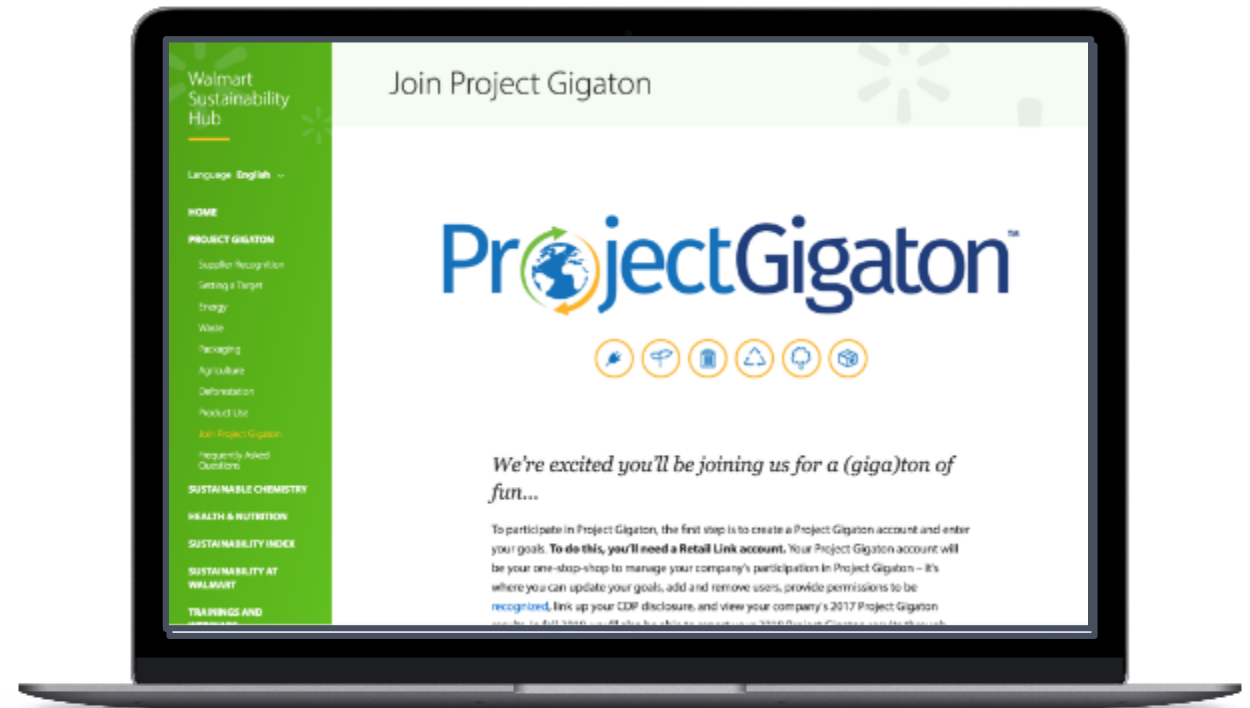 Walmart
Sustainability
Hub
Language English
HOME
PROJECT GIGATON
Supplier Recognition
Setting a Target
Energy
Waste
Packaging
Agriculture
Deforestation
Product Use
Join Project Gigaton
Frequently Asked
Questions
SUSTAINABLE CHEMISTRY
HEALTH & NUTRITION
SUSTAINABILITY INDEX
SUSTAINABILITY AT
WALMART
TRAININGS AND
Join Project Gigaton
ProjectGigaton™
We're excited you'll be joining us for a (giga)ton of
fun...
To participate in Project Gigaton, the first step is to create a Project Gigaton account and enter
your goals. To do this, you'll need a Retail Link account. Your Project Gigaton account will
be your one-stop-shop to manage your company's participation in Project Gigaton – it's
where you can update your goals, add and remove users, provide permissions to be
recognized, link up your CDP disclosure, and view your company's 2017 Project Gigaton